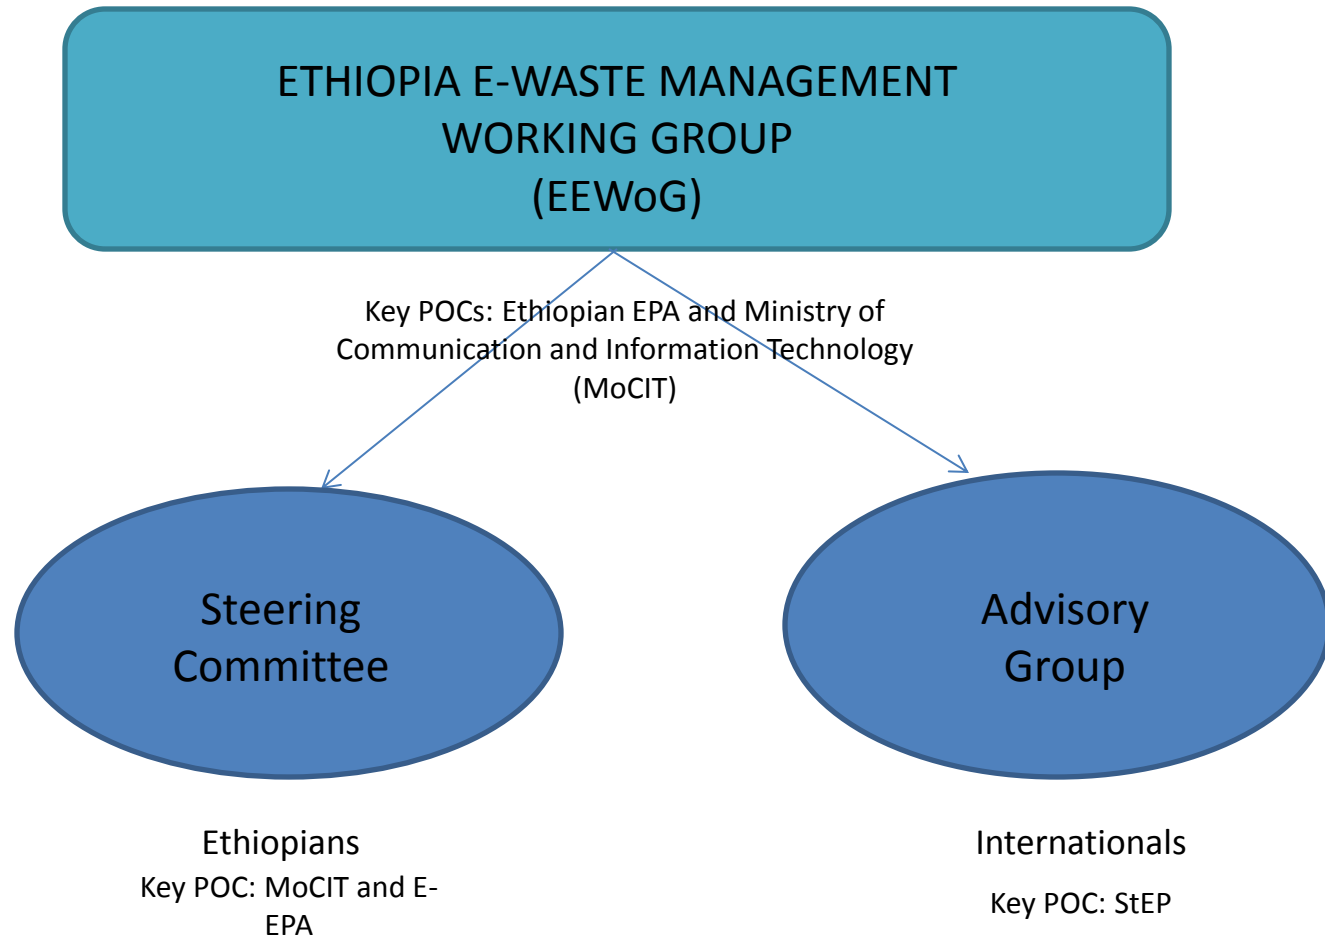 ETHIOPIA E-WASTE MANAGEMENT
WORKING GROUP
(EEWoG)
Key POCs: Ethiopian EPA and Ministry of
Communication and Information Technology
(MoCIT)
Steering
Committee
Advisory
Group
Ethiopians
Key POC: MoCIT and E-
EPA
Internationals
Key POC: StEP